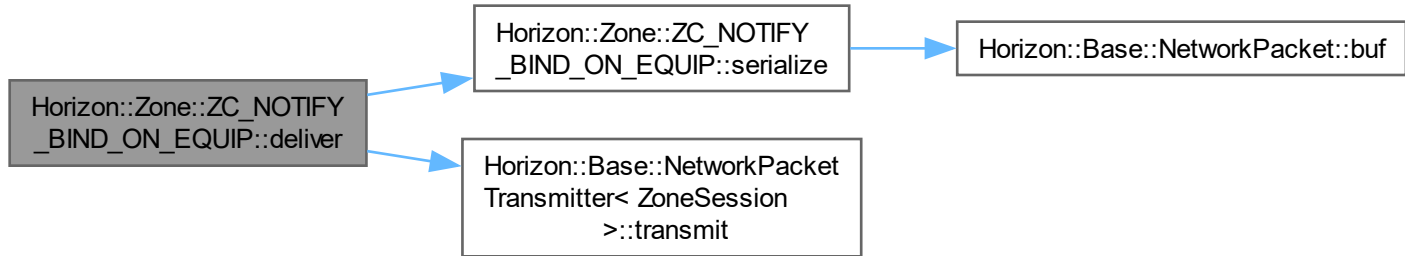 Horizon::Zone::ZC_NOTIFY
_BIND_ON_EQUIP::deliver
Horizon::Zone::ZC_NOTIFY
_BIND_ON_EQUIP::serialize
Horizon::Base::NetworkPacket::buf
Horizon::Base::NetworkPacket
Transmitter< ZoneSession
>::transmit